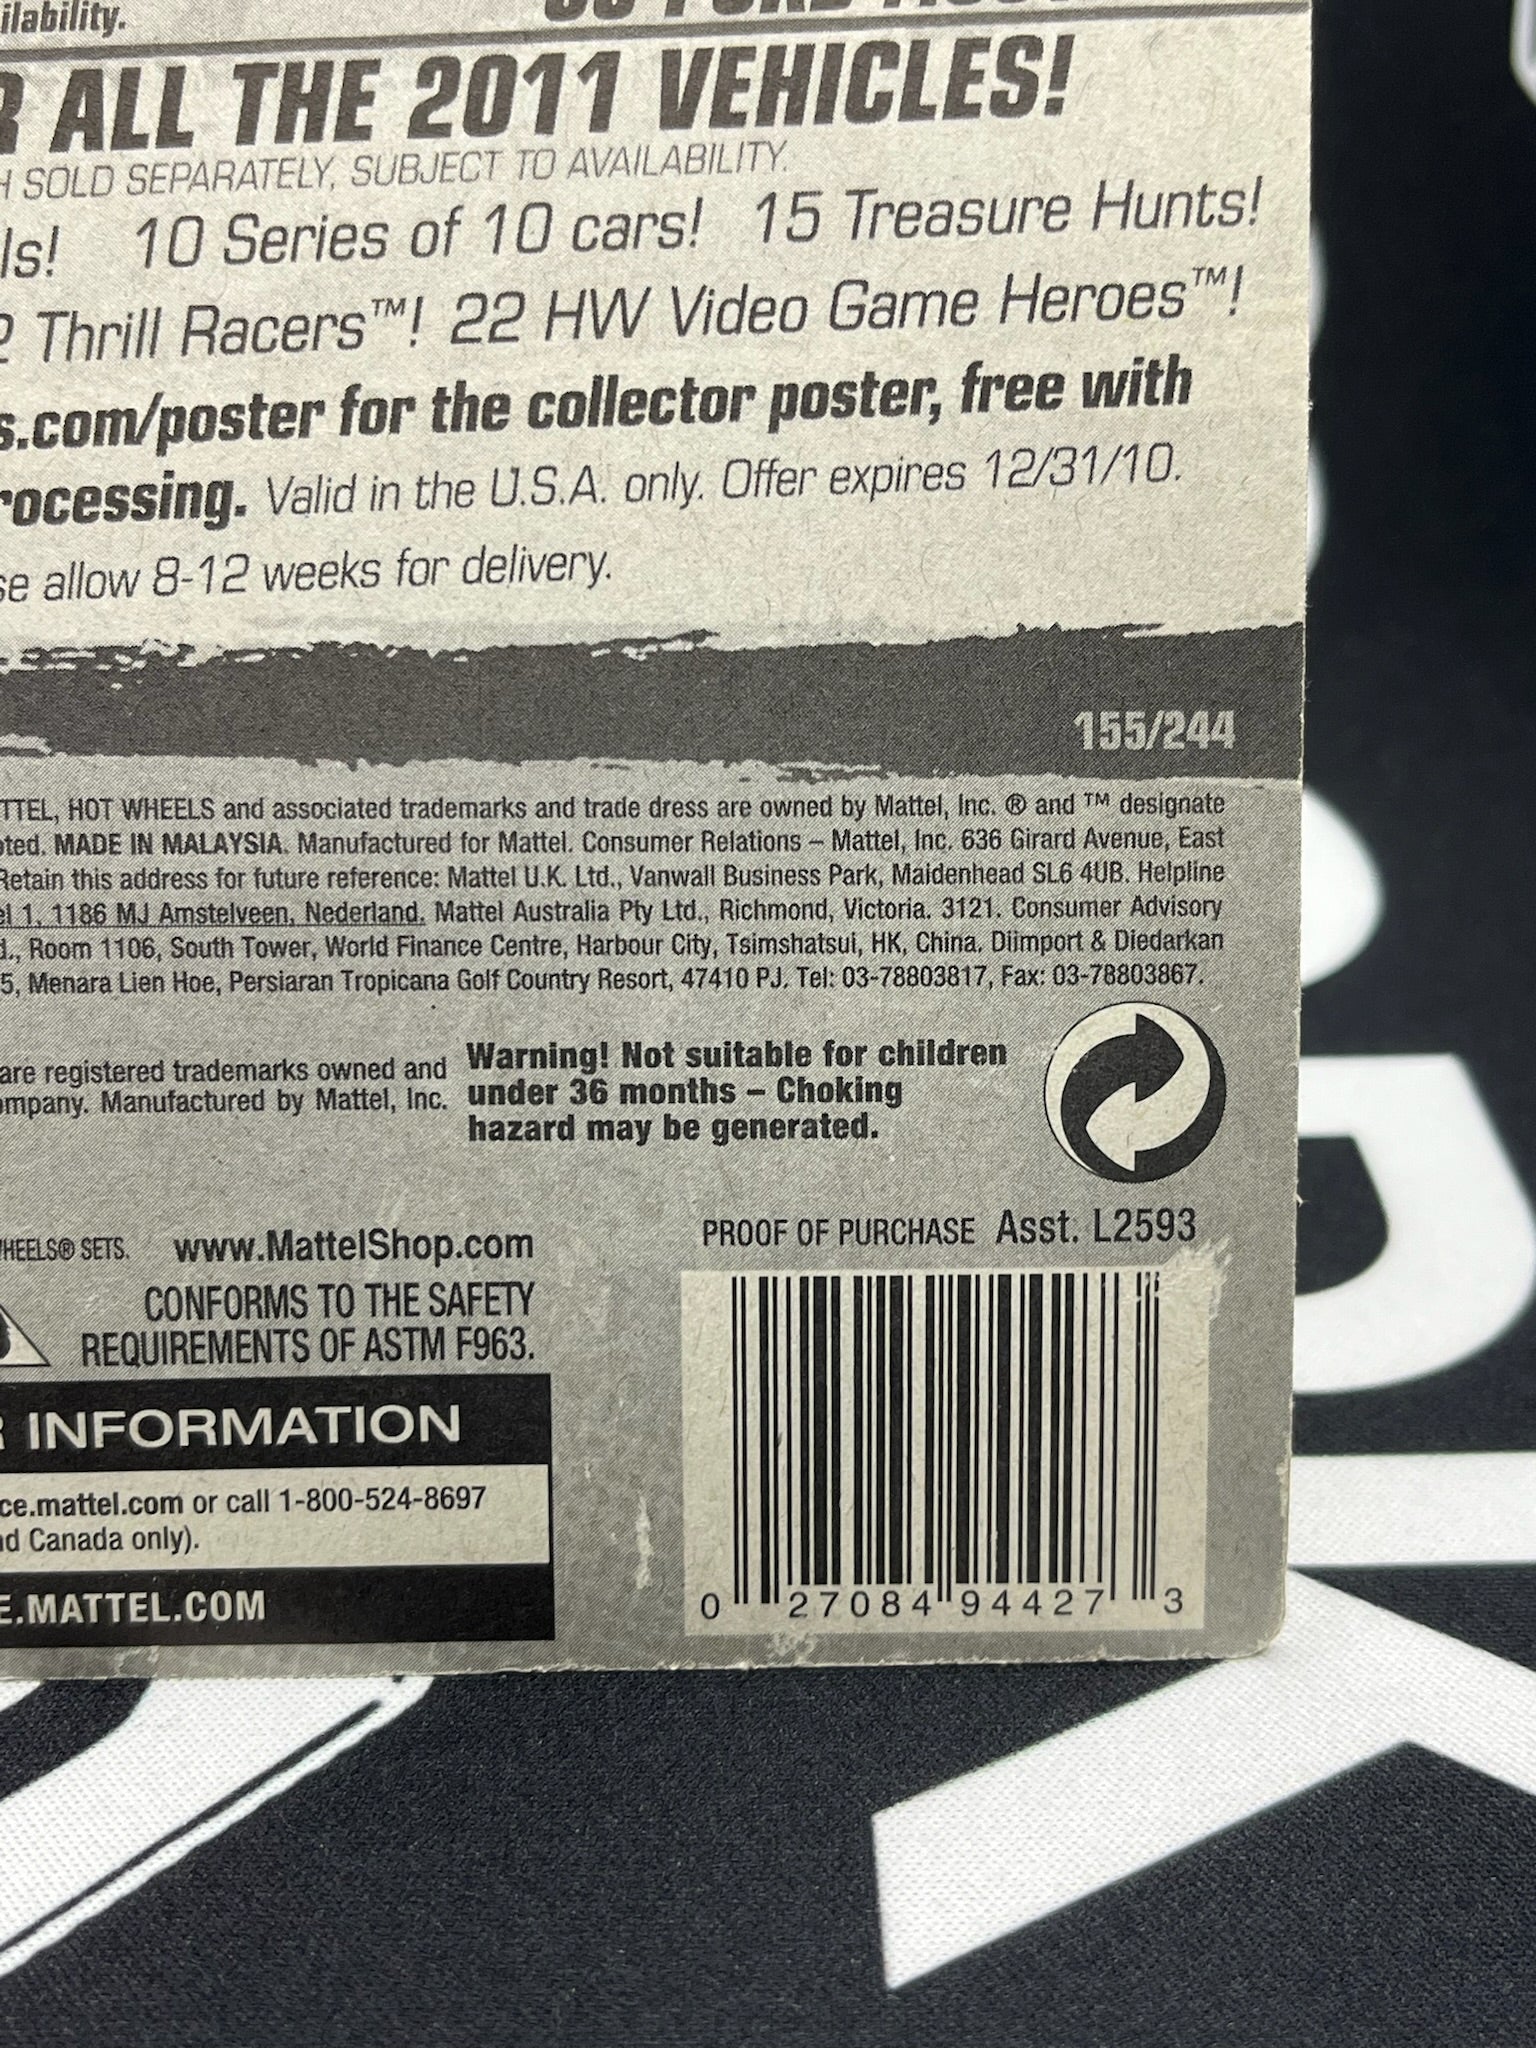 ilability.
R ALL THE 2011 VEHICLES!
H SOLD SEPARATELY, SUBJECT TO AVAILABILITY.
ls! 10 Series of 10 cars! 15 Treasure Hunts!
2 Thrill Racers™! 22 HW Video Game Heroes™!
s.com/poster for the collector poster, free with
rocessing. Valid in the U.S.A. only. Offer expires 12/31/10.
se allow 8-12 weeks for delivery.
155/244
TTEL, HOT WHEELS and associated trademarks and trade dress are owned by Mattel, Inc. ® and ™ designate
oted. MADE IN MALAYSIA. Manufactured for Mattel. Consumer Relations – Mattel, Inc. 636 Girard Avenue, East
Retain this address for future reference: Mattel U.K. Ltd., Vanwall Business Park, Maidenhead SL6 4UB. Helpline
el 1, 1186 MJ Amstelveen, Nederland. Mattel Australia Pty Ltd., Richmond, Victoria. 3121. Consumer Advisory
d., Room 1106, South Tower, World Finance Centre, Harbour City, Tsimshatsui, HK, China. Diimport & Diedarkan
5, Menara Lien Hoe, Persiaran Tropicana Golf Country Resort, 47410 PJ. Tel: 03-78803817, Fax: 03-78803867.
are registered trademarks owned and
ompany. Manufactured by Mattel, Inc.
Warning! Not suitable for children
under 36 months – Choking
hazard may be generated.
HEELS® SETS. www.MattelShop.com
CONFORMS TO THE SAFETY
REQUIREMENTS OF ASTM F963.
PROOF OF PURCHASE Asst. L2593
R INFORMATION
ce.mattel.com or call 1-800-524-8697
nd Canada only).
E.MATTEL.COM
0 27084 94427 3